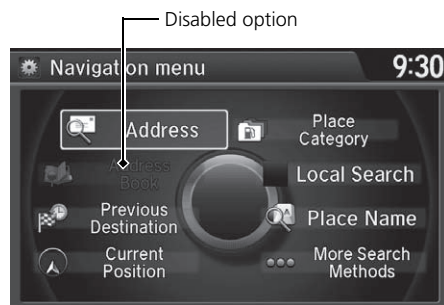 Disabled option
Navigation menu
9:30
Address
Place
Category
Address
Book
Local Search
Previous
Destination
Place Name
Current
Position
More Search
Methods